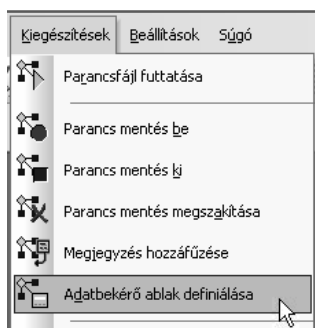 Kiegészítések Beállítások Súgó
Parancsfájl futtatása
Parancs mentés be
Parancs mentés ki
Parancs mentés megszakítása
Megjegyzés hozzáfűzése
Adatbekérő ablak definiálása